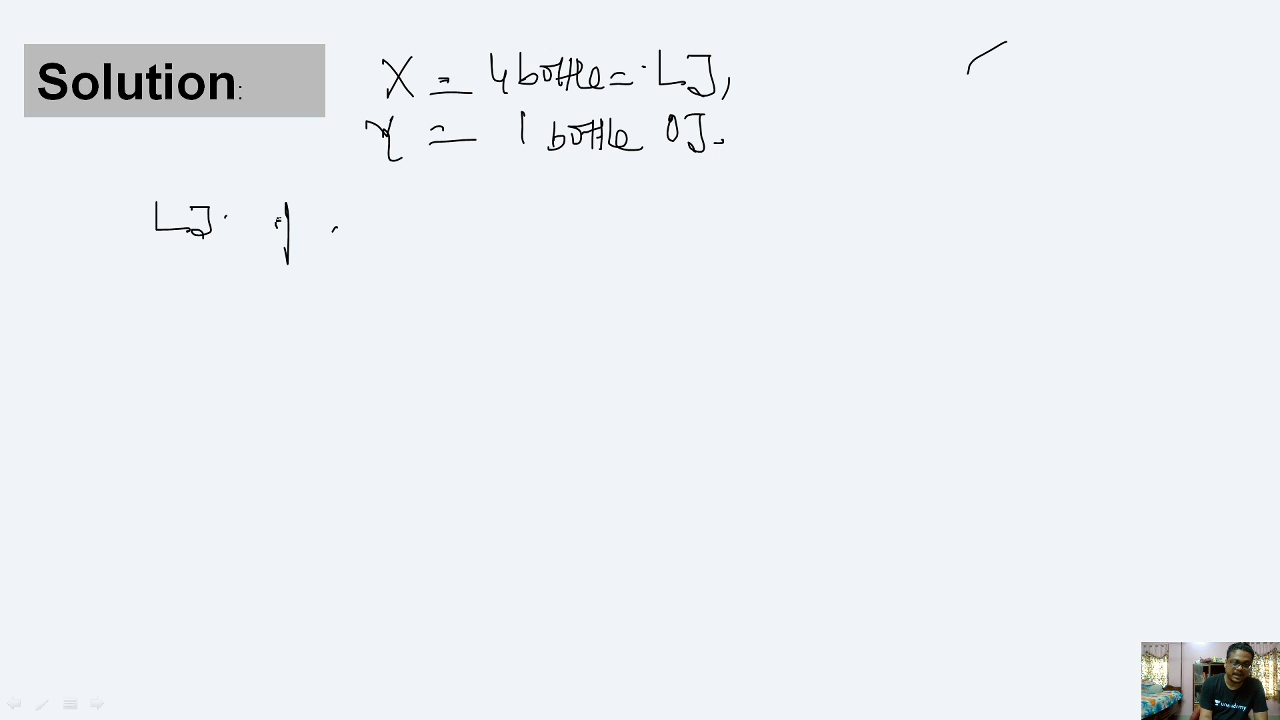 Solution:
X = 4 bottle = LJ,
Y = 1 bottle OJ.
LJ.